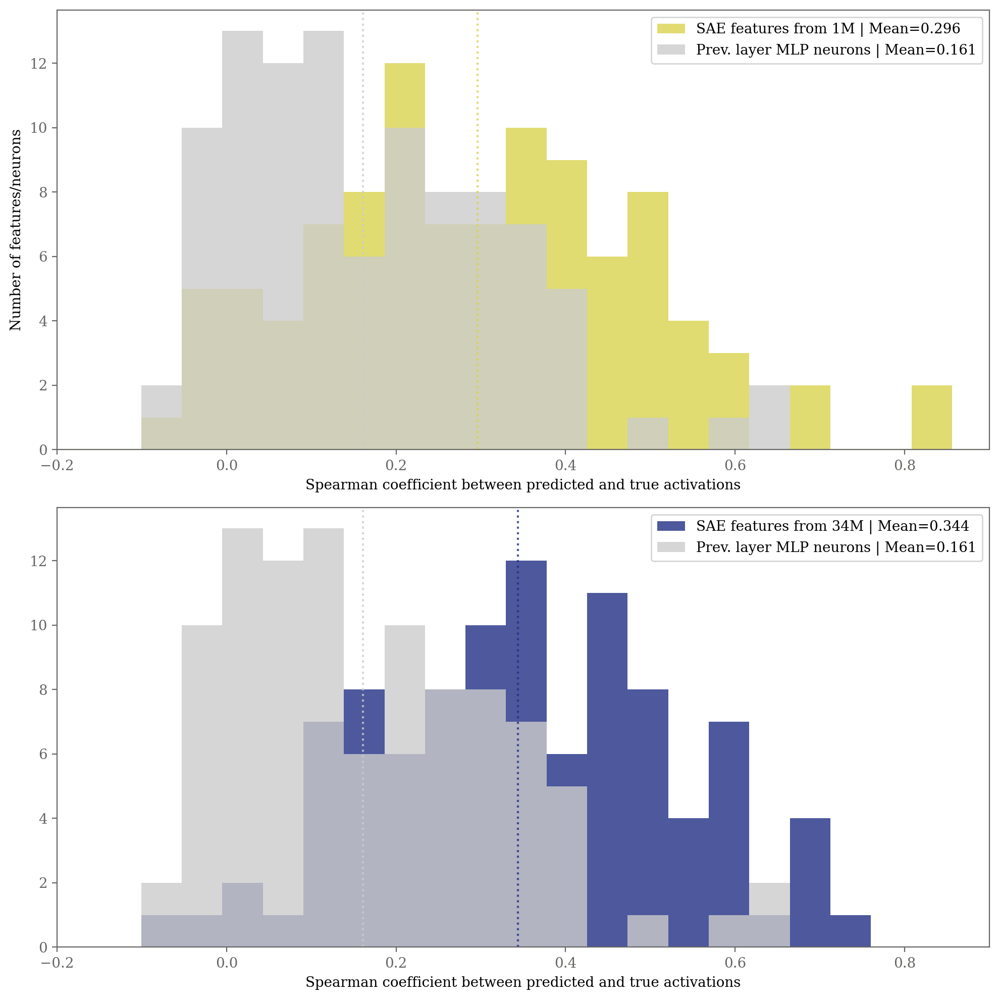 SAE features from 1M | Mean=0.296
Prev. layer MLP neurons | Mean=0.161
Number of features/neurons
12
10
8
6
4
2
0
−0.2 0.0 0.2 0.4 0.6 0.8
Spearman coefficient between predicted and true activations
SAE features from 34M | Mean=0.344
Prev. layer MLP neurons | Mean=0.161
12
10
8
6
4
2
0
−0.2 0.0 0.2 0.4 0.6 0.8
Spearman coefficient between predicted and true activations